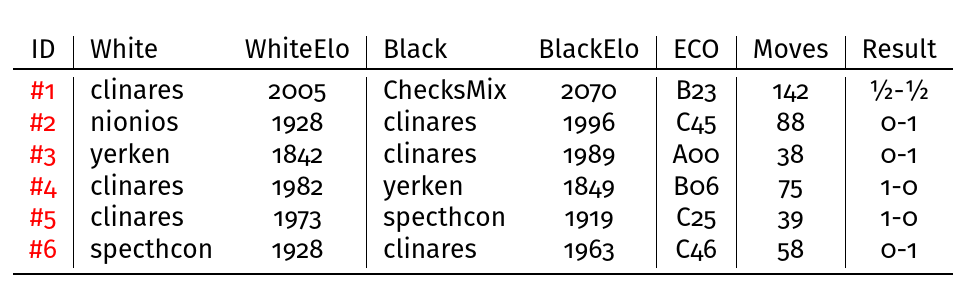 ID White WhiteElo Black BlackElo ECO Moves Result
#1 clinares 2005 ChecksMix 2070 B23 142 ½-½
#2 nionios 1928 clinares 1996 C45 88 0-1
#3 yerken 1842 clinares 1989 A00 38 0-1
#4 clinares 1982 yerken 1849 B06 75 1-0
#5 clinares 1973 specthcon 1919 C25 39 1-0
#6 specthcon 1928 clinares 1963 C46 58 0-1